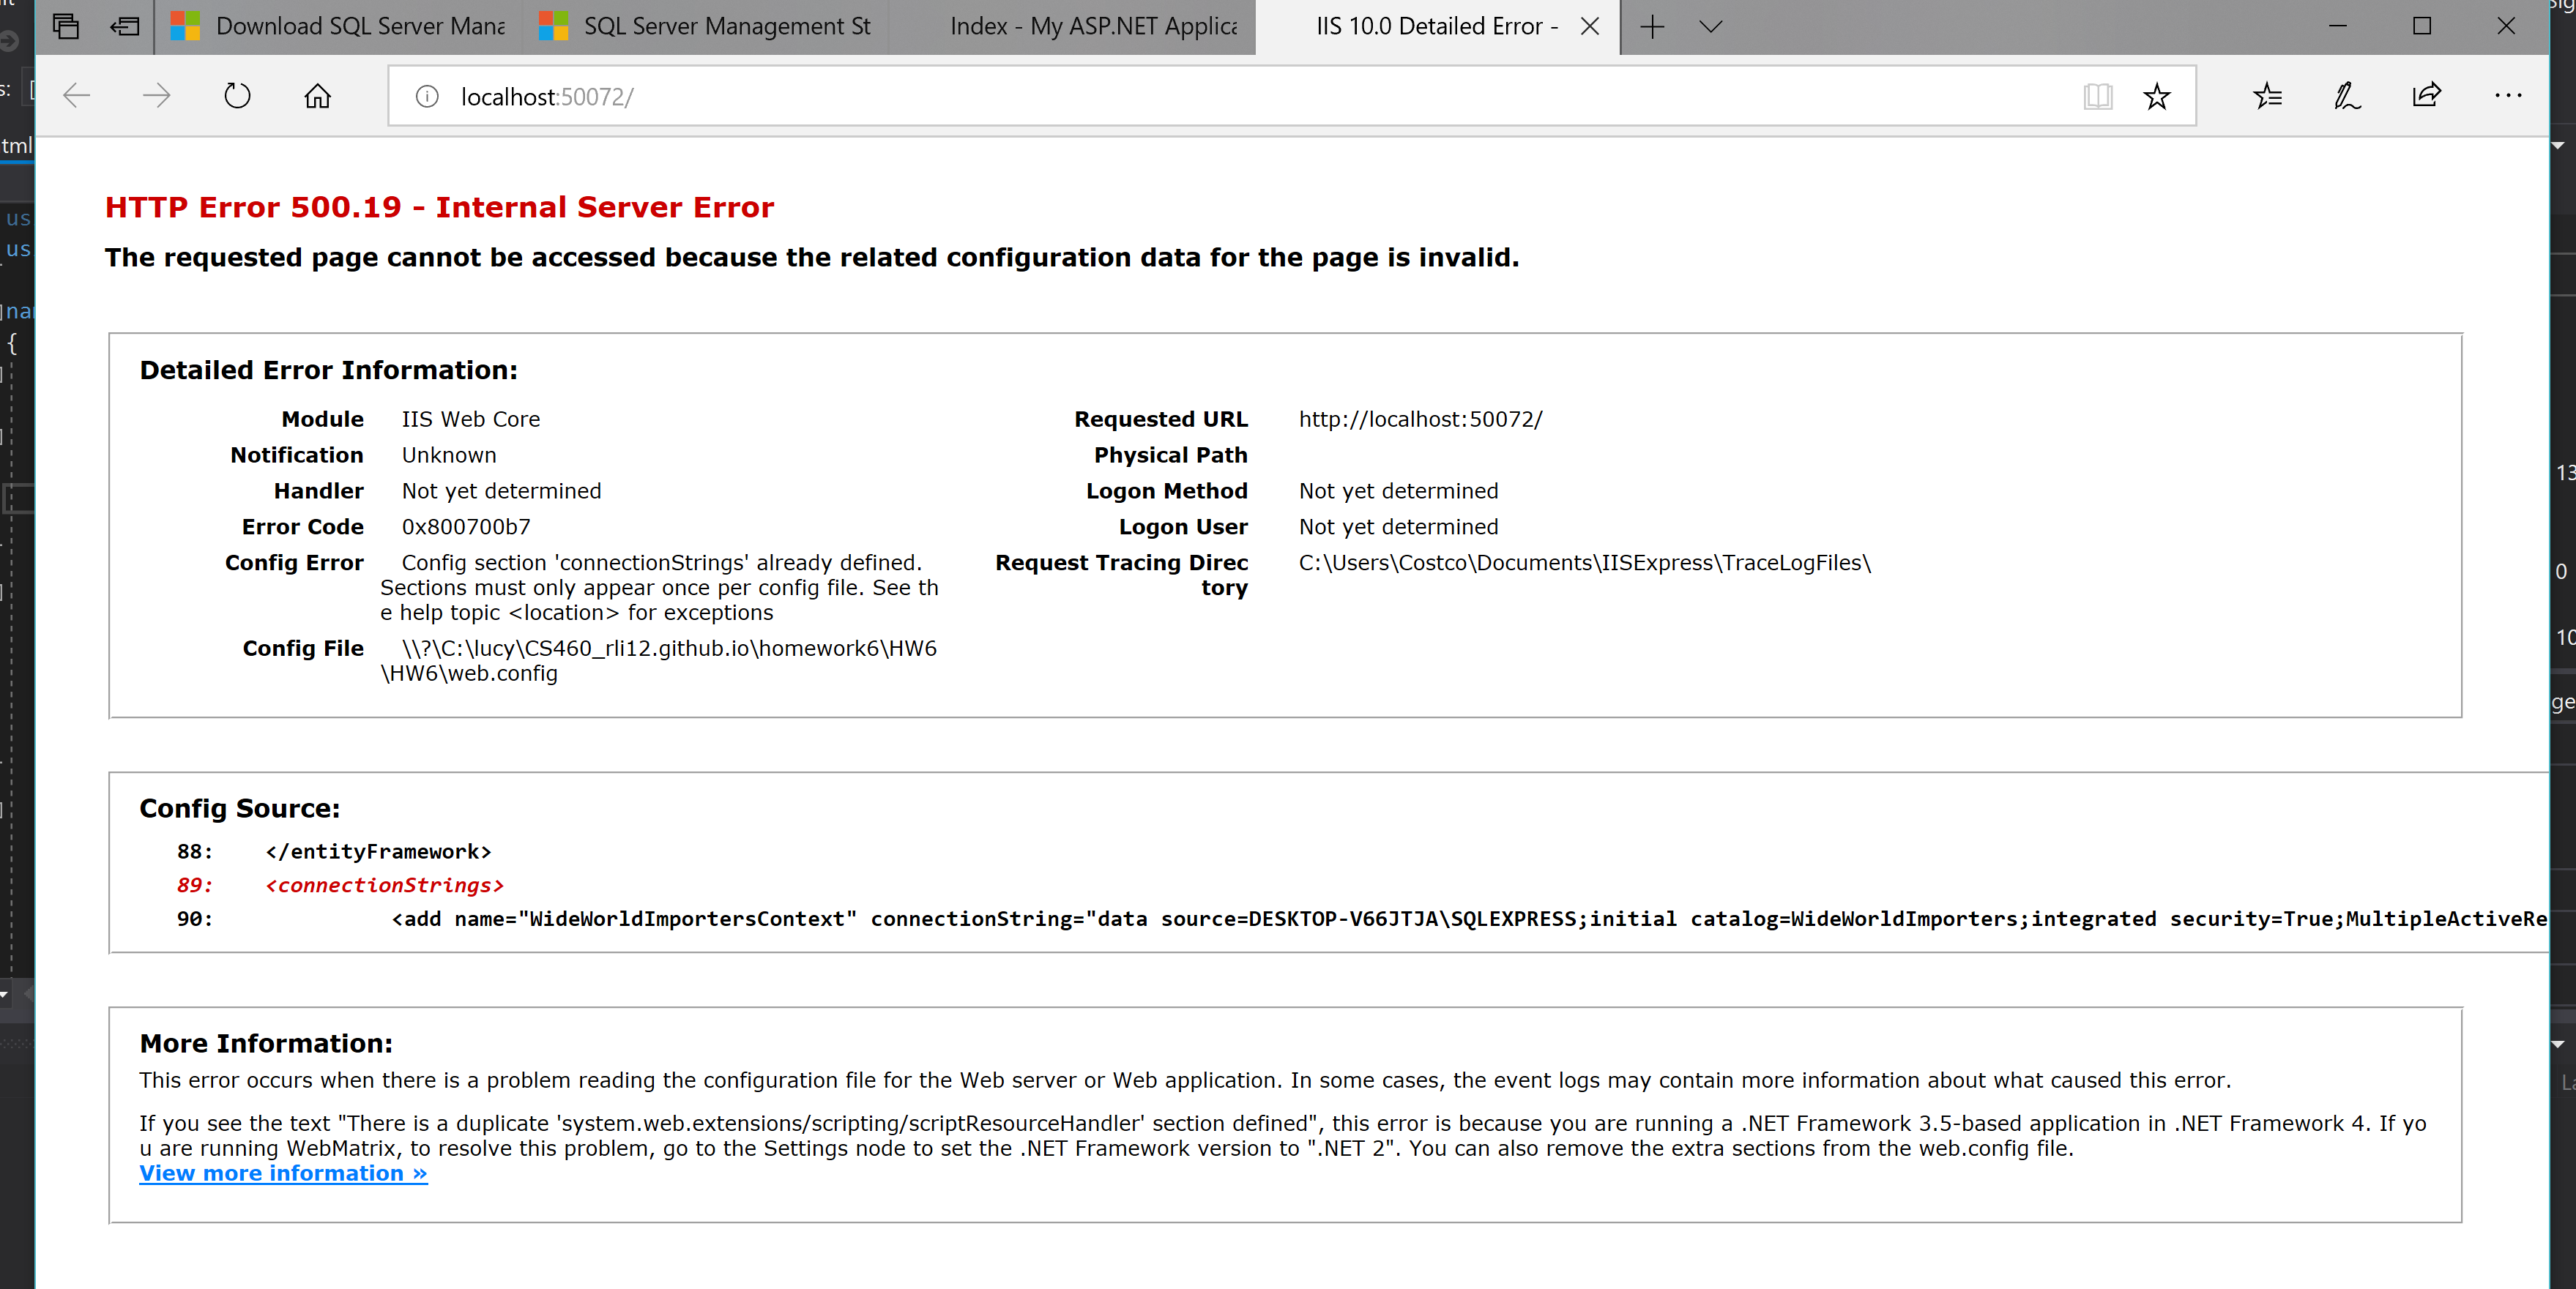 Download SQL Server Mana
SQL Server Management St
Index - My ASP.NET Applica
IIS 10.0 Detailed Error -
s:
localhost:50072/
tml
HTTP Error 500.19 - Internal Server Error
us
us
The requested page cannot be accessed because the related configuration data for the page is invalid.
nar
{
Detailed Error Information:
Module IIS Web Core
Notification Unknown
Handler Not yet determined
Error Code 0x800700b7
Config Error Config section 'connectionStrings' already defined.
Sections must only appear once per config file. See th
e help topic <location> for exceptions
Config File \\?\C:\lucy\CS460_rli12.github.io\homework6\HW6
\HW6\web.config
Requested URL http://localhost:50072/
Physical Path
Logon Method Not yet determined
Logon User Not yet determined
Request Tracing Direc C:\Users\Costco\Documents\IISExpress\TraceLogFiles\
tory
13
0
10
ge
Config Source:
88: </entityFramework>
89: <connectionStrings>
90: <add name="WideWorldImportersContext" connectionString="data source=DESKTOP-V66JTJA\SQLEXPRESS;initial catalog=WideWorldImporters;integrated security=True;MultipleActiveRe
More Information:
This error occurs when there is a problem reading the configuration file for the Web server or Web application. In some cases, the event logs may contain more information about what caused this error.
If you see the text "There is a duplicate 'system.web.extensions/scripting/scriptResourceHandler' section defined", this error is because you are running a .NET Framework 3.5-based application in .NET Framework 4. If yo
u are running WebMatrix, to resolve this problem, go to the Settings node to set the .NET Framework version to ".NET 2". You can also remove the extra sections from the web.config file.
View more information »